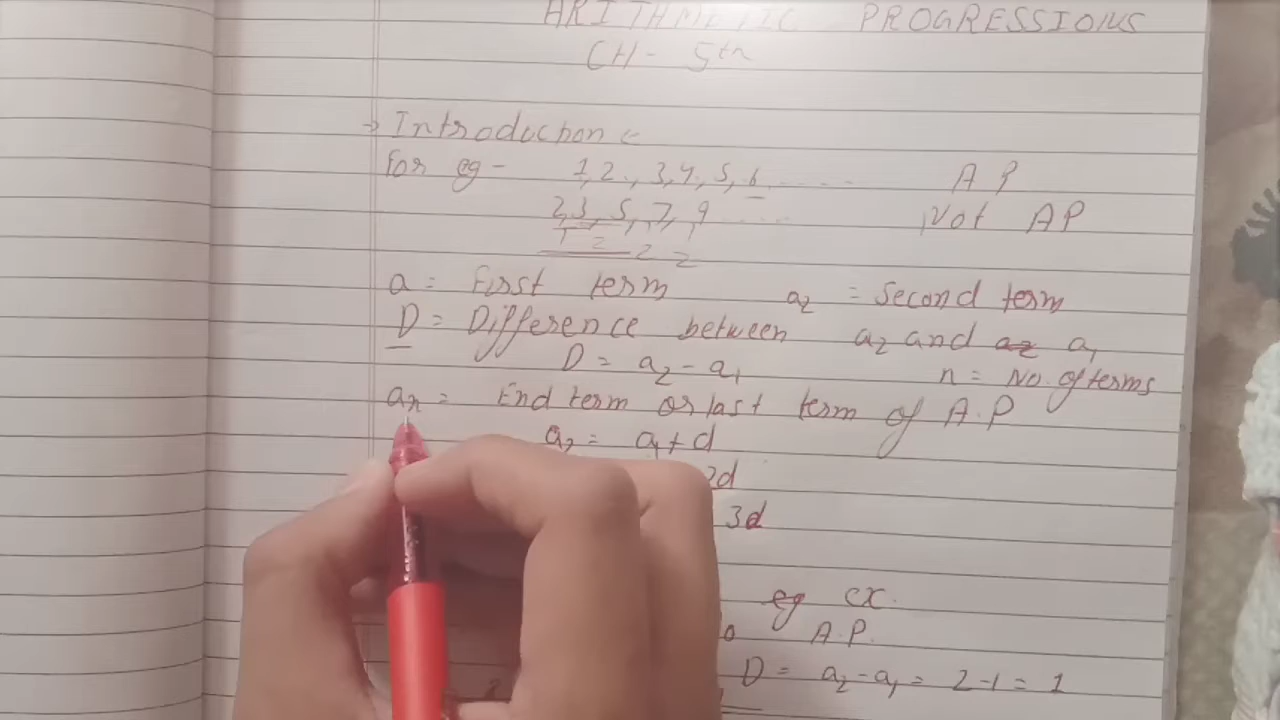 ARITHMETIC PROGRESSIONS
CH - 5th
→ Introduction
For eg - 1, 2, 3, 4, 5, 6 ...... AP
2, 3, 5, 7, 9 .... Not AP
1 2 2 2
a = First term a2 = Second term
D = Difference between a2 and a2 a1
D = a2 - a1 n = No. of terms
an = End term or last term of A.P
a2 = a1 + d
2d
3d
eg ex.
A.P.
D = a2 - a1 = 2 - 1 = 1